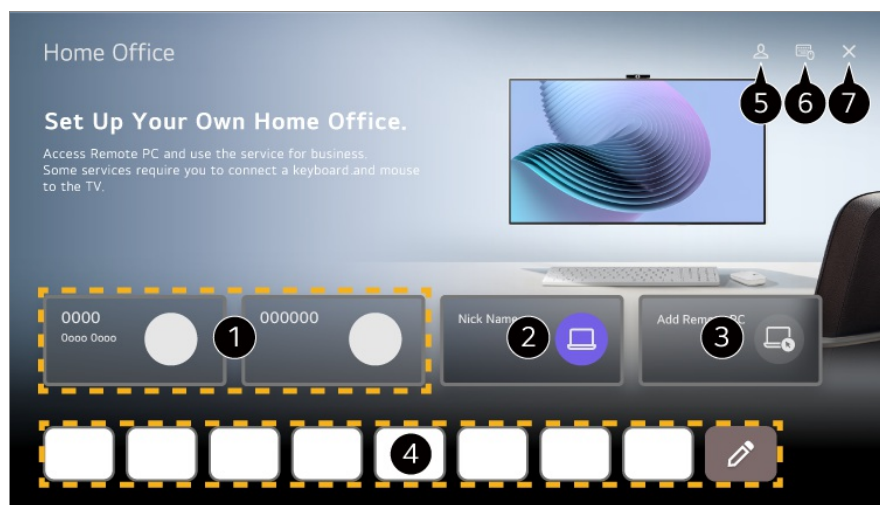 Home Office
5 6 7
Set Up Your Own Home Office.
Access Remote PC and use the service for business.
Some services require you to connect a keyboard and mouse
to the TV.
0000
0ooo 0ooo
1
000000
Nick Name
2
Add Remote PC
3
4